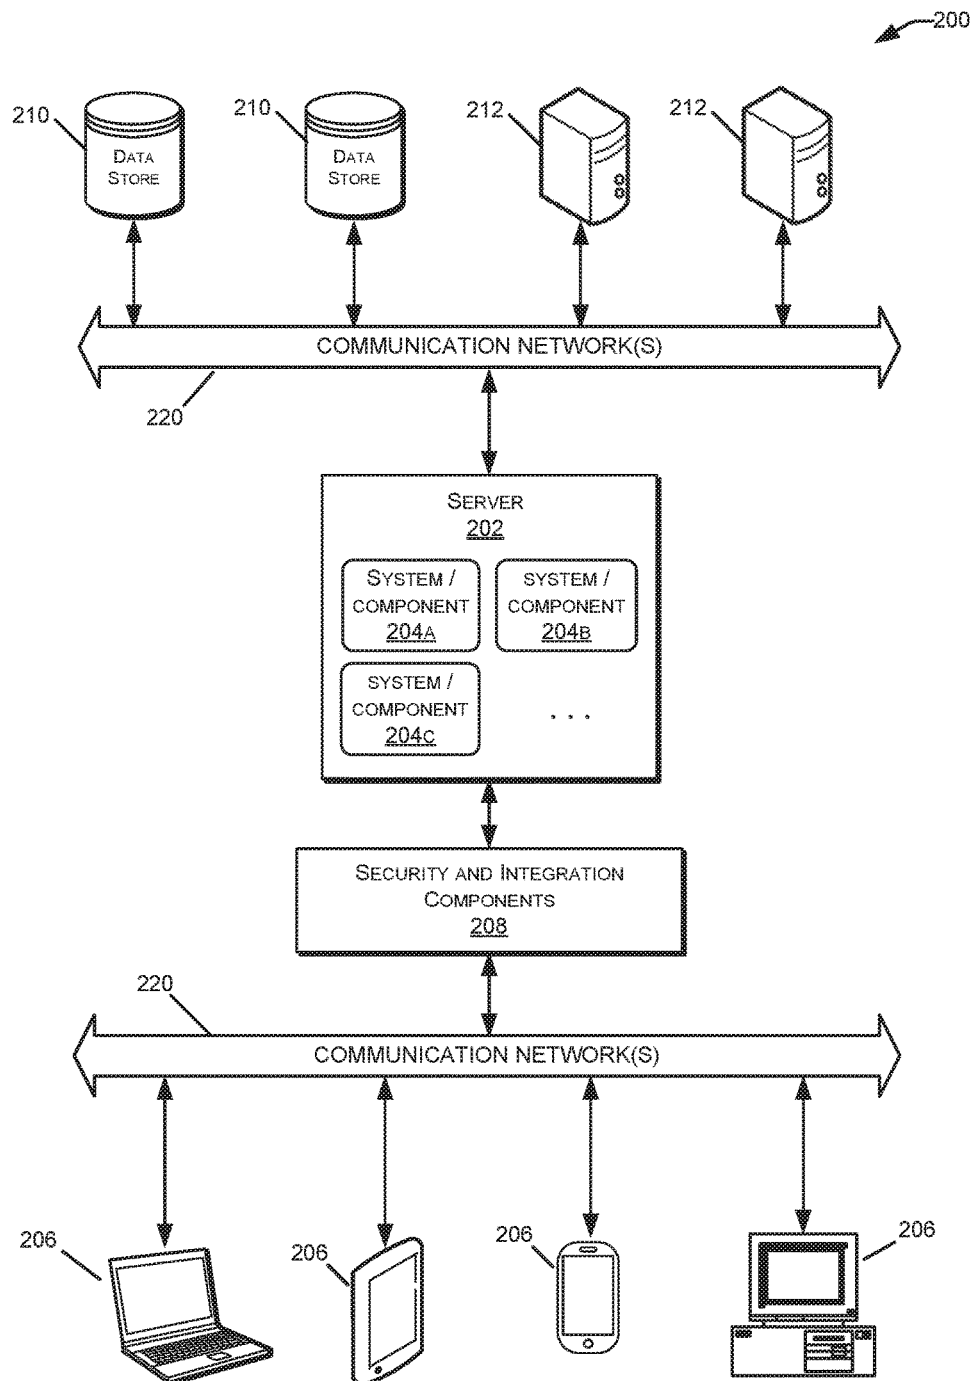 200
210
210
212
212
DATA
STORE
DATA
STORE
COMMUNICATION NETWORK(S)
220
SERVER
202
SYSTEM /
COMPONENT
204A
SYSTEM /
COMPONENT
204B
SYSTEM /
COMPONENT
204C
. . .
SECURITY AND INTEGRATION
COMPONENTS
208
220
COMMUNICATION NETWORK(S)
206
206
206
206